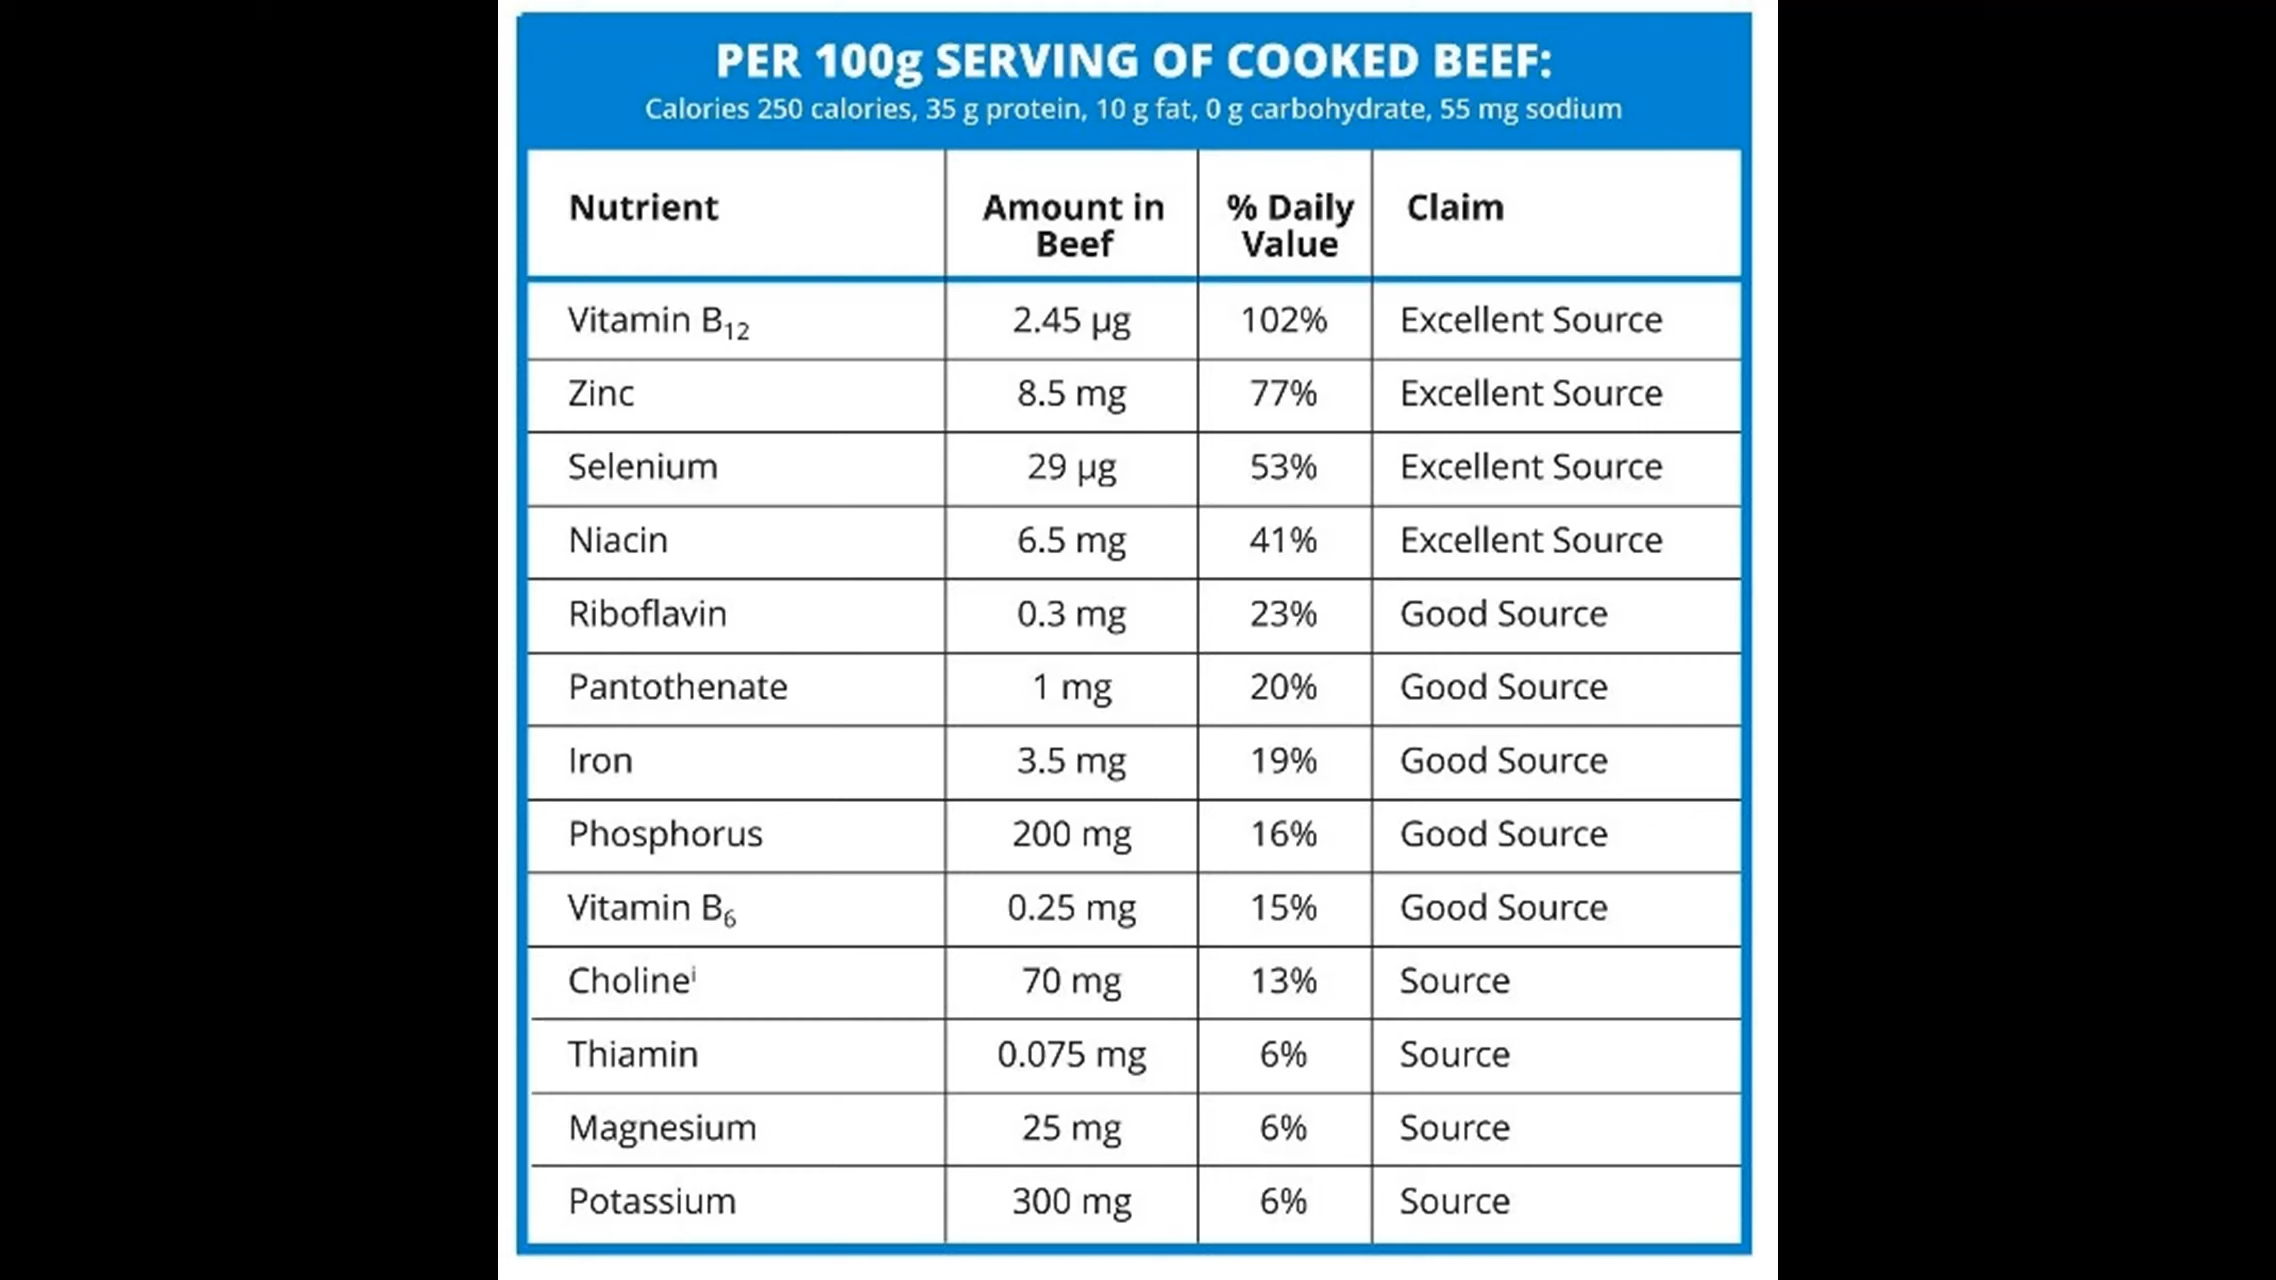 PER 100g SERVING OF COOKED BEEF:
Calories 250 calories, 35 g protein, 10 g fat, 0 g carbohydrate, 55 mg sodium
Nutrient Amount in Beef % Daily Value Claim
Vitamin B₁₂ 2.45 µg 102% Excellent Source
Zinc 8.5 mg 77% Excellent Source
Selenium 29 µg 53% Excellent Source
Niacin 6.5 mg 41% Excellent Source
Riboflavin 0.3 mg 23% Good Source
Pantothenate 1 mg 20% Good Source
Iron 3.5 mg 19% Good Source
Phosphorus 200 mg 16% Good Source
Vitamin B₆ 0.25 mg 15% Good Source
Cholineⁱ 70 mg 13% Source
Thiamin 0.075 mg 6% Source
Magnesium 25 mg 6% Source
Potassium 300 mg 6% Source